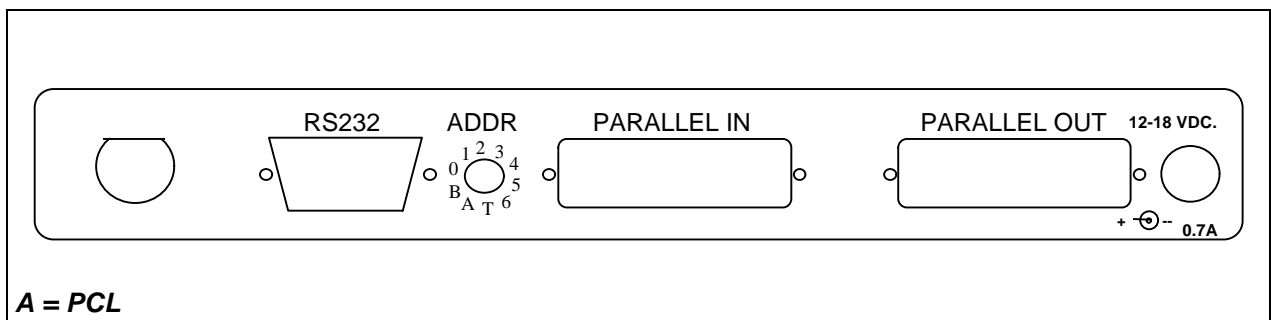 RS232 ADDR PARALLEL IN PARALLEL OUT 12-18 VDC.
0 1 2 3 4 5 6 T A B
+ -- 0.7A
A = PCL